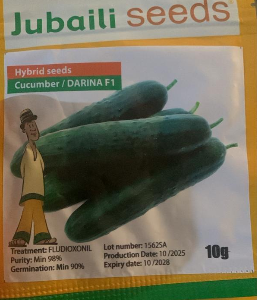 Jubaili seeds
Hybrid seeds
Cucumber / DARINA F1
Treatment: FLUDIOXONIL
Purity: Min 98%
Germination: Min 90%
Lot number: 15625A
Production Date: 10 /2025
Expiry date: 10 /2028
10g